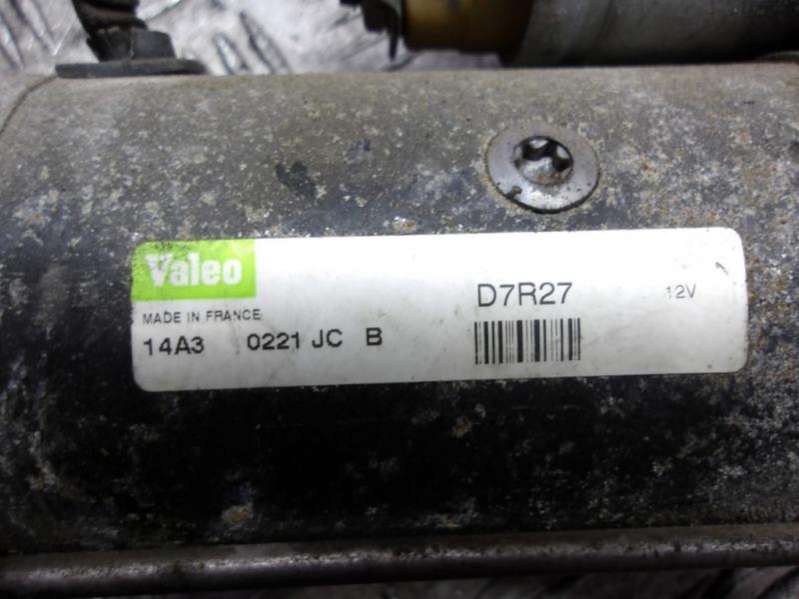 Valeo
D7R27
12V
MADE IN FRANCE
14A3 0221 JC B